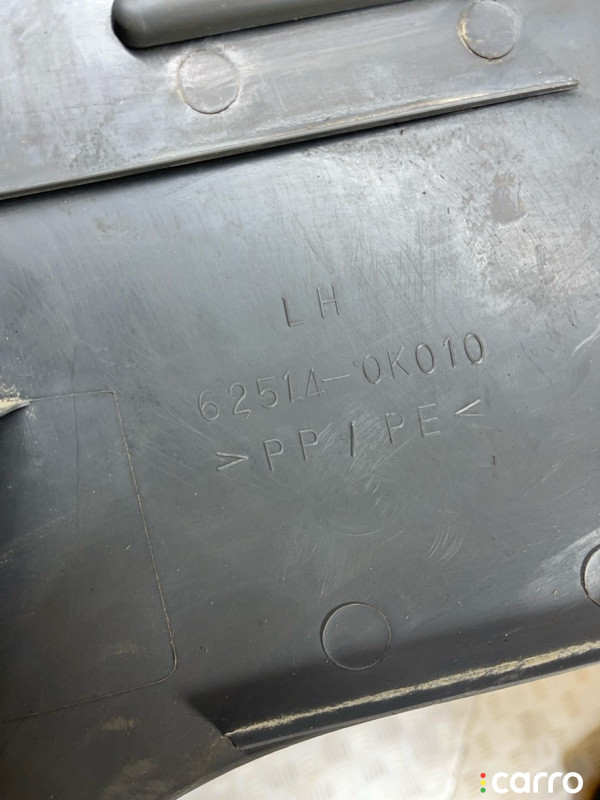 LH
62514-0K010
>PP/PE<
carro